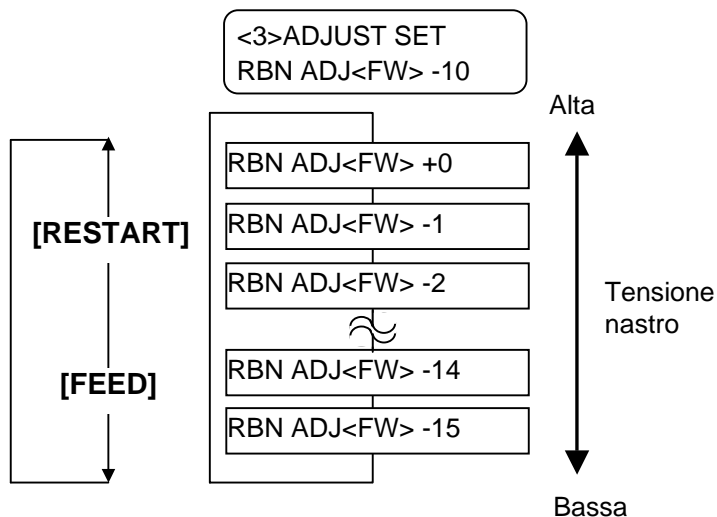 <3>ADJUST SET
RBN ADJ<FW> -10
Alta
RBN ADJ<FW> +0
[RESTART]
RBN ADJ<FW> -1
RBN ADJ<FW> -2
Tensione
nastro
[FEED]
RBN ADJ<FW> -14
RBN ADJ<FW> -15
Bassa